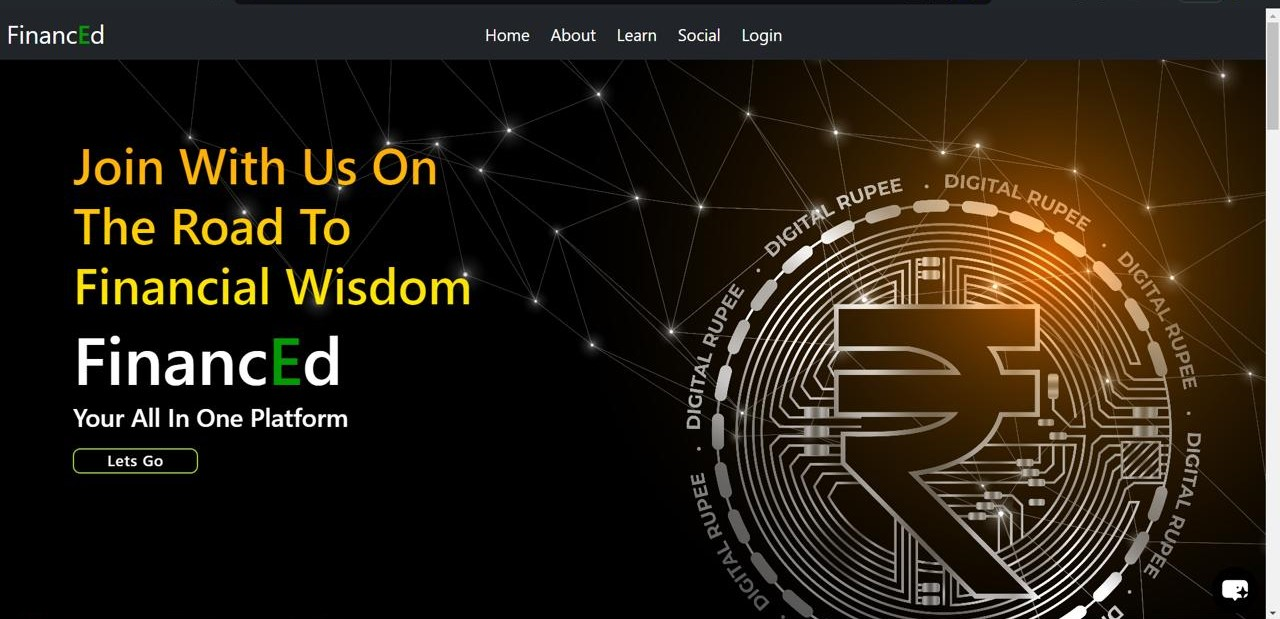 FinancEd
Home About Learn Social Login
Join With Us On
The Road To
Financial Wisdom
FinancEd
Your All In One Platform
Lets Go
DIGITAL RUPEE · DIGITAL RUPEE · DIGITAL RUPEE · DIGITAL RUPEE · DIGITAL RUPEE · DIGITAL RUPEE